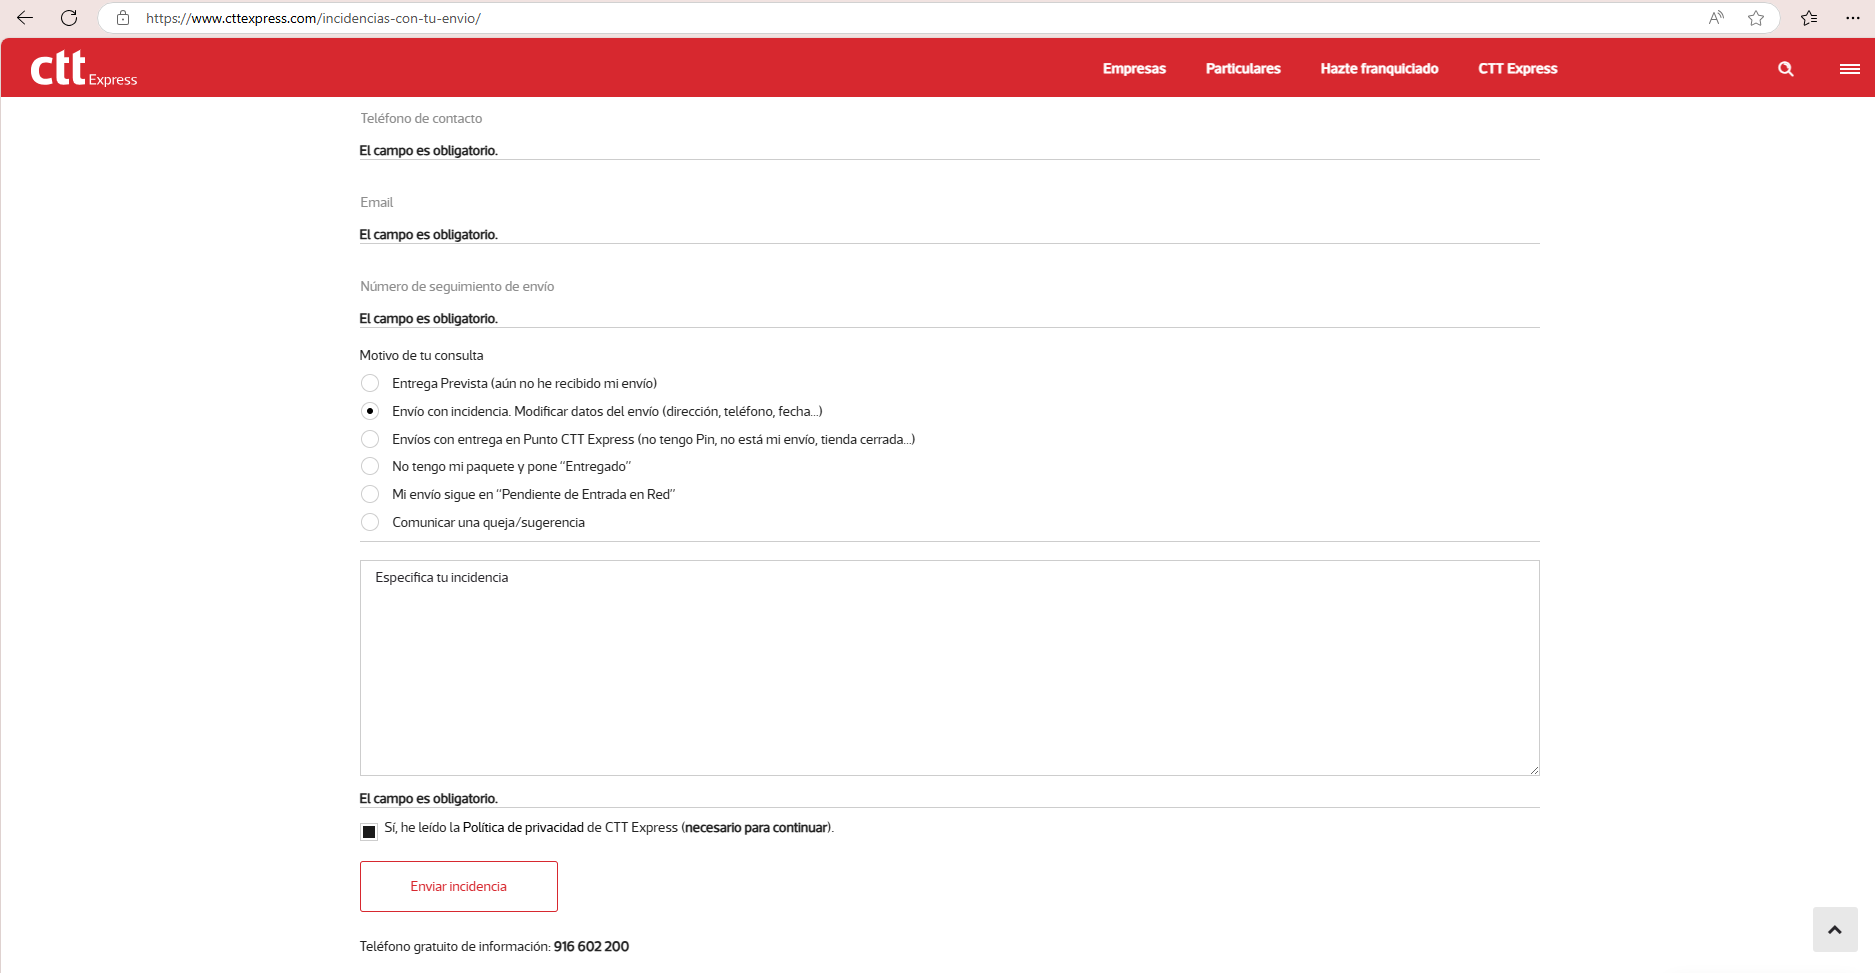 https://www.cttexpress.com/incidencias-con-tu-envio/
ctt Express
Empresas Particulares Hazte franquiciado CTT Express
Teléfono de contacto
El campo es obligatorio.
Email
El campo es obligatorio.
Número de seguimiento de envío
El campo es obligatorio.
Motivo de tu consulta
Entrega Prevista (aún no he recibido mi envío)
Envío con incidencia. Modificar datos del envío (dirección, teléfono, fecha...)
Envíos con entrega en Punto CTT Express (no tengo Pin, no está mi envío, tienda cerrada...)
No tengo mi paquete y pone “Entregado”
Mi envío sigue en “Pendiente de Entrada en Red”
Comunicar una queja/sugerencia
Especifica tu incidencia
El campo es obligatorio.
Sí, he leído la Política de privacidad de CTT Express (necesario para continuar).
Enviar incidencia
Teléfono gratuito de información: 916 602 200